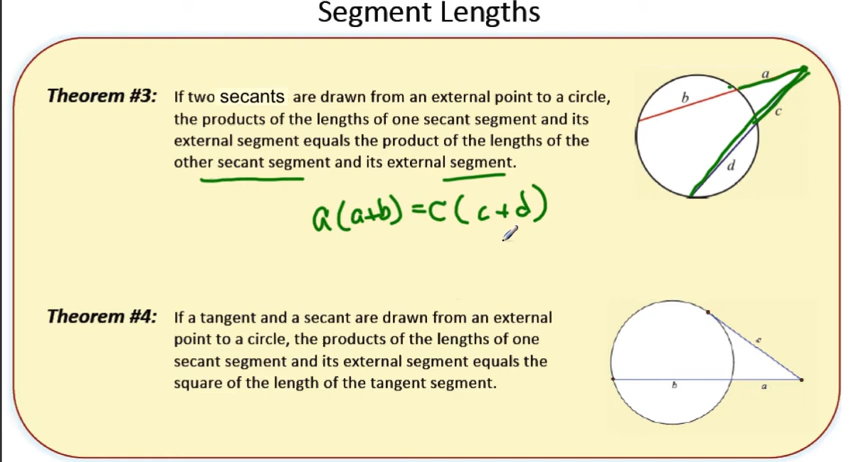 Segment Lengths
Theorem #3: If two secants are drawn from an external point to a circle,
the products of the lengths of one secant segment and its
external segment equals the product of the lengths of the
other secant segment and its external segment.
a
b
c
d
a(a+b)=c(c+d)
Theorem #4: If a tangent and a secant are drawn from an external
point to a circle, the products of the lengths of one
secant segment and its external segment equals the
square of the length of the tangent segment.
c
b
a